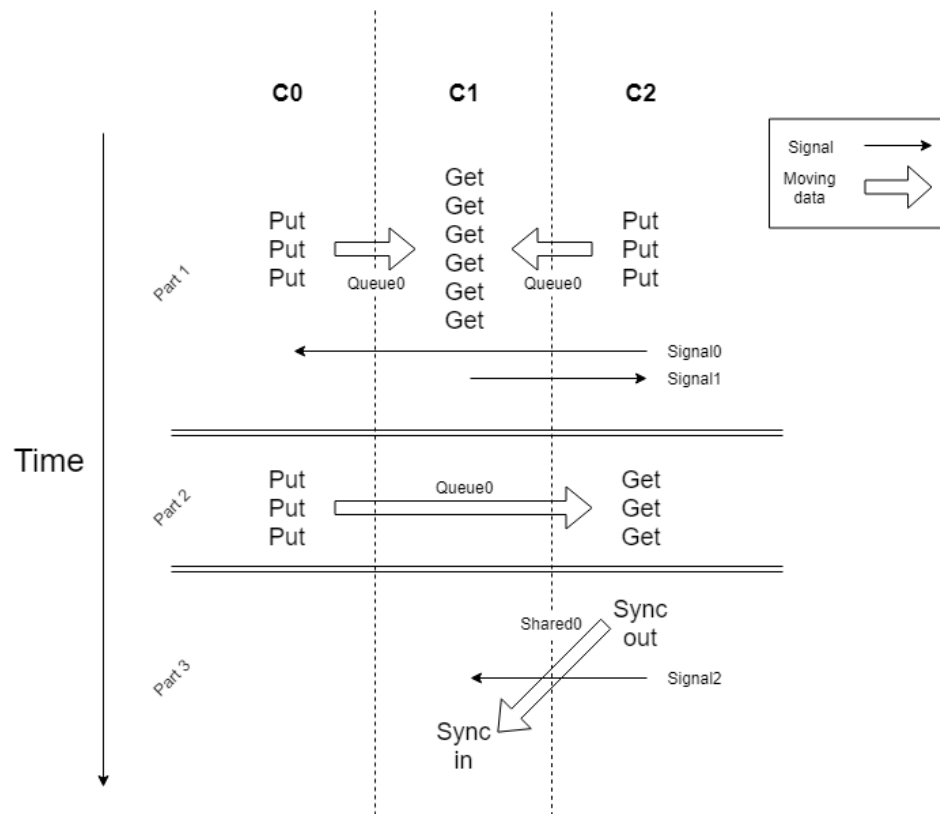 C0
C1
C2
Signal
Moving
data
Get
Get
Get
Get
Get
Get
Put
Put
Put
Put
Put
Put
Queue0
Queue0
Part 1
Signal0
Signal1
Time
Part 2
Put
Put
Put
Queue0
Get
Get
Get
Part 3
Shared0
Sync
out
Signal2
Sync
in